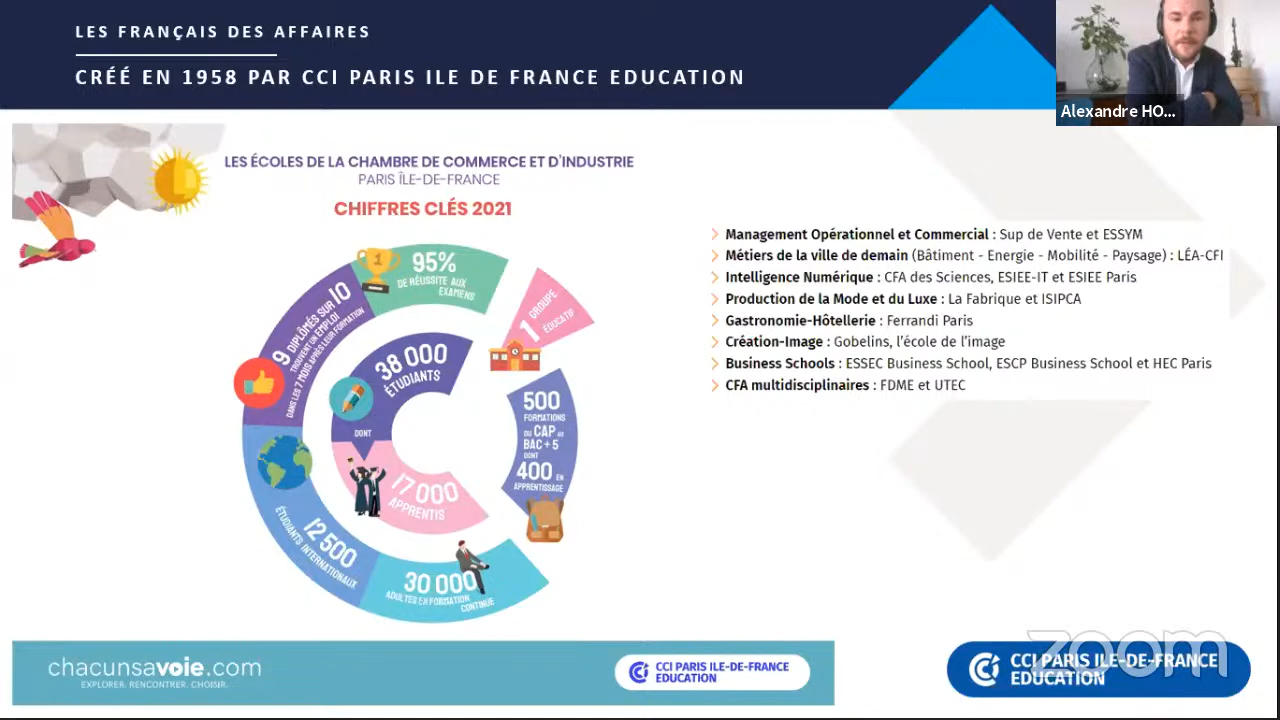 LES FRANÇAIS DES AFFAIRES
CRÉÉ EN 1958 PAR CCI PARIS ILE DE FRANCE EDUCATION
Alexandre HO...
LES ÉCOLES DE LA CHAMBRE DE COMMERCE ET D'INDUSTRIE
PARIS ÎLE-DE-FRANCE
CHIFFRES CLÉS 2021
1
95%
DE RÉUSSITE AUX
EXAMENS
9 DIPLÔMÉS SUR 10
TROUVENT UN EMPLOI
DANS LES 7 MOIS APRÈS LEUR FORMATION
1 GROUPE
ÉDUCATIF
38 000
ÉTUDIANTS
DONT
17 000
APPRENTIS
500
FORMATIONS
DU CAP AU
BAC + 5
DONT
400 EN
APPRENTISSAGE
12 500
ÉTUDIANTS INTERNATIONAUX
30 000
ADULTES EN FORMATION
CONTINUE
Management Opérationnel et Commercial : Sup de Vente et ESSYM
Métiers de la ville de demain (Bâtiment - Energie - Mobilité - Paysage) : LÉA-CFI
Intelligence Numérique : CFA des Sciences, ESIEE-IT et ESIEE Paris
Production de la Mode et du Luxe : La Fabrique et ISIPCA
Gastronomie-Hôtellerie : Ferrandi Paris
Création-Image : Gobelins, l'école de l'image
Business Schools : ESSEC Business School, ESCP Business School et HEC Paris
CFA multidisciplinaires : FDME et UTEC
chacunsavoie.com
EXPLORER. RENCONTRER. CHOISIR.
CCI PARIS ILE-DE-FRANCE
EDUCATION
zoom
CCI PARIS ILE-DE-FRANCE
EDUCATION